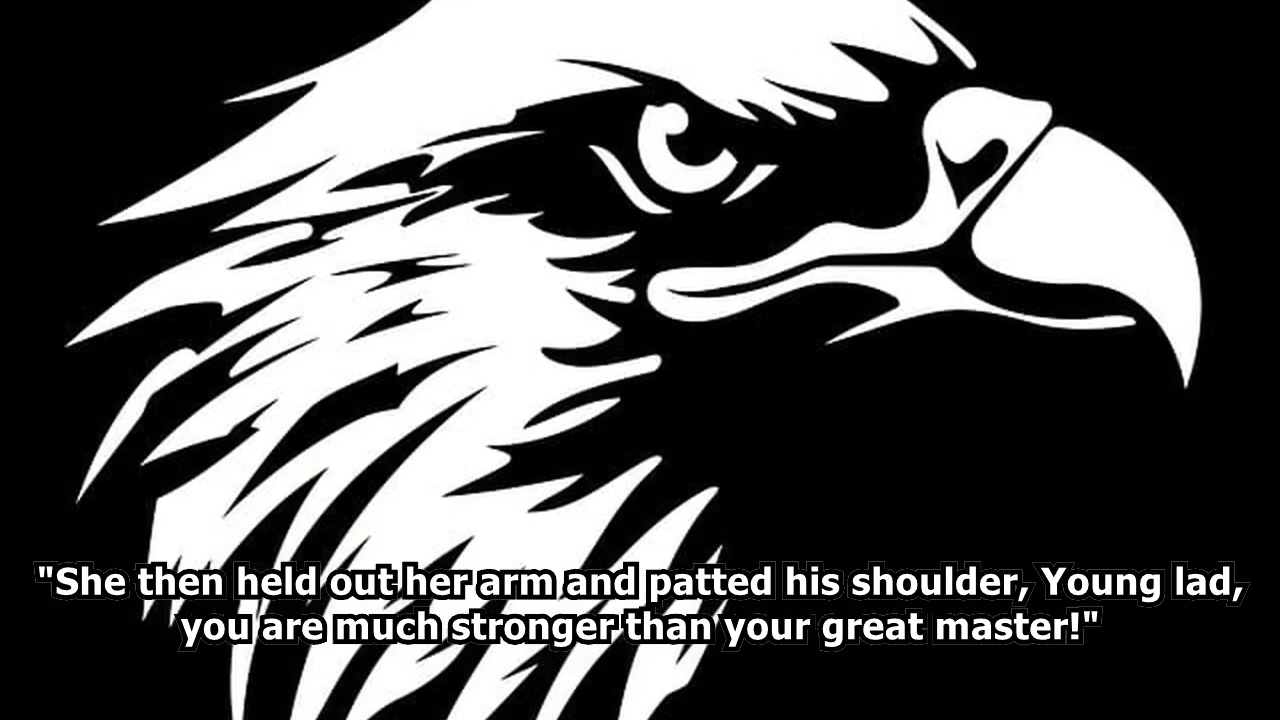 "She then held out her arm and patted his shoulder, Young lad,
you are much stronger than your great master!"